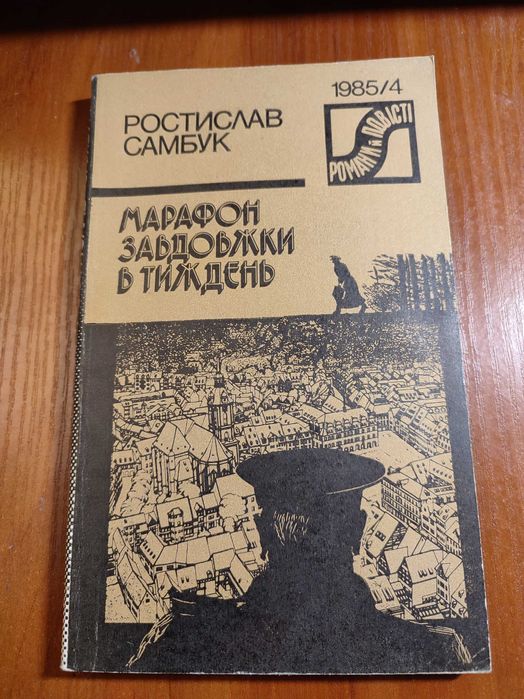 РОСТИСЛАВ
САМБУК
1985/4
РОМАНИ й ПОВІСТІ
МАРАФОН
ЗАВДОВЖКИ
В ТИЖДЕНЬ